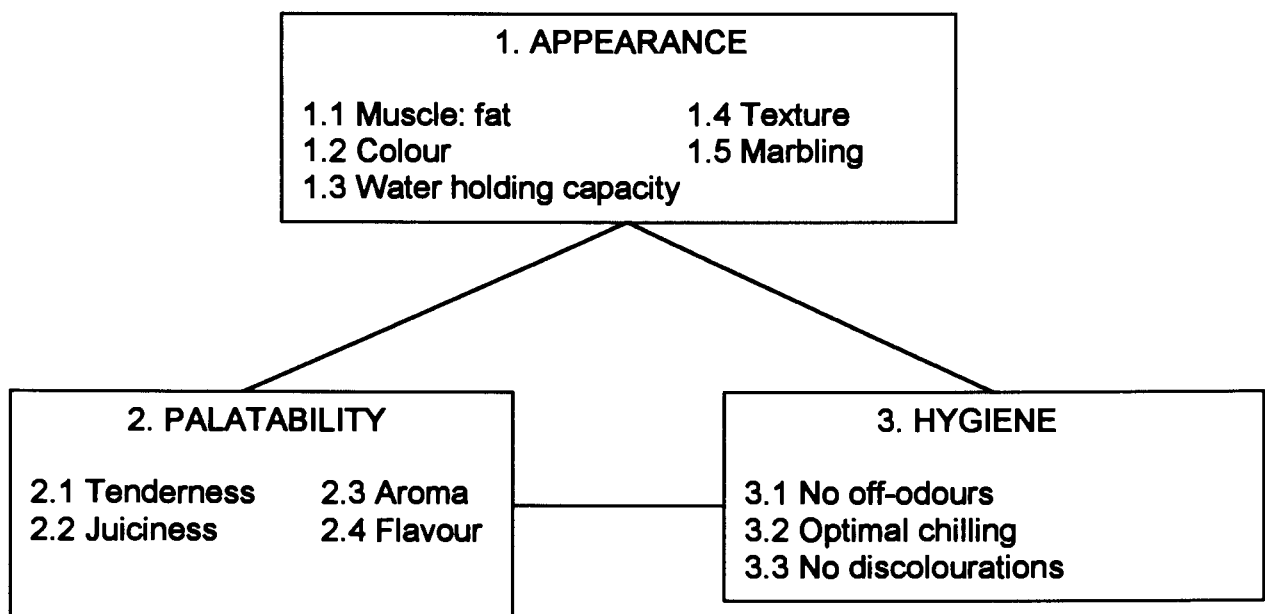 1. APPEARANCE
1.1 Muscle: fat 1.4 Texture
1.2 Colour 1.5 Marbling
1.3 Water holding capacity
2. PALATABILITY
2.1 Tenderness 2.3 Aroma
2.2 Juiciness 2.4 Flavour
3. HYGIENE
3.1 No off-odours
3.2 Optimal chilling
3.3 No discolourations